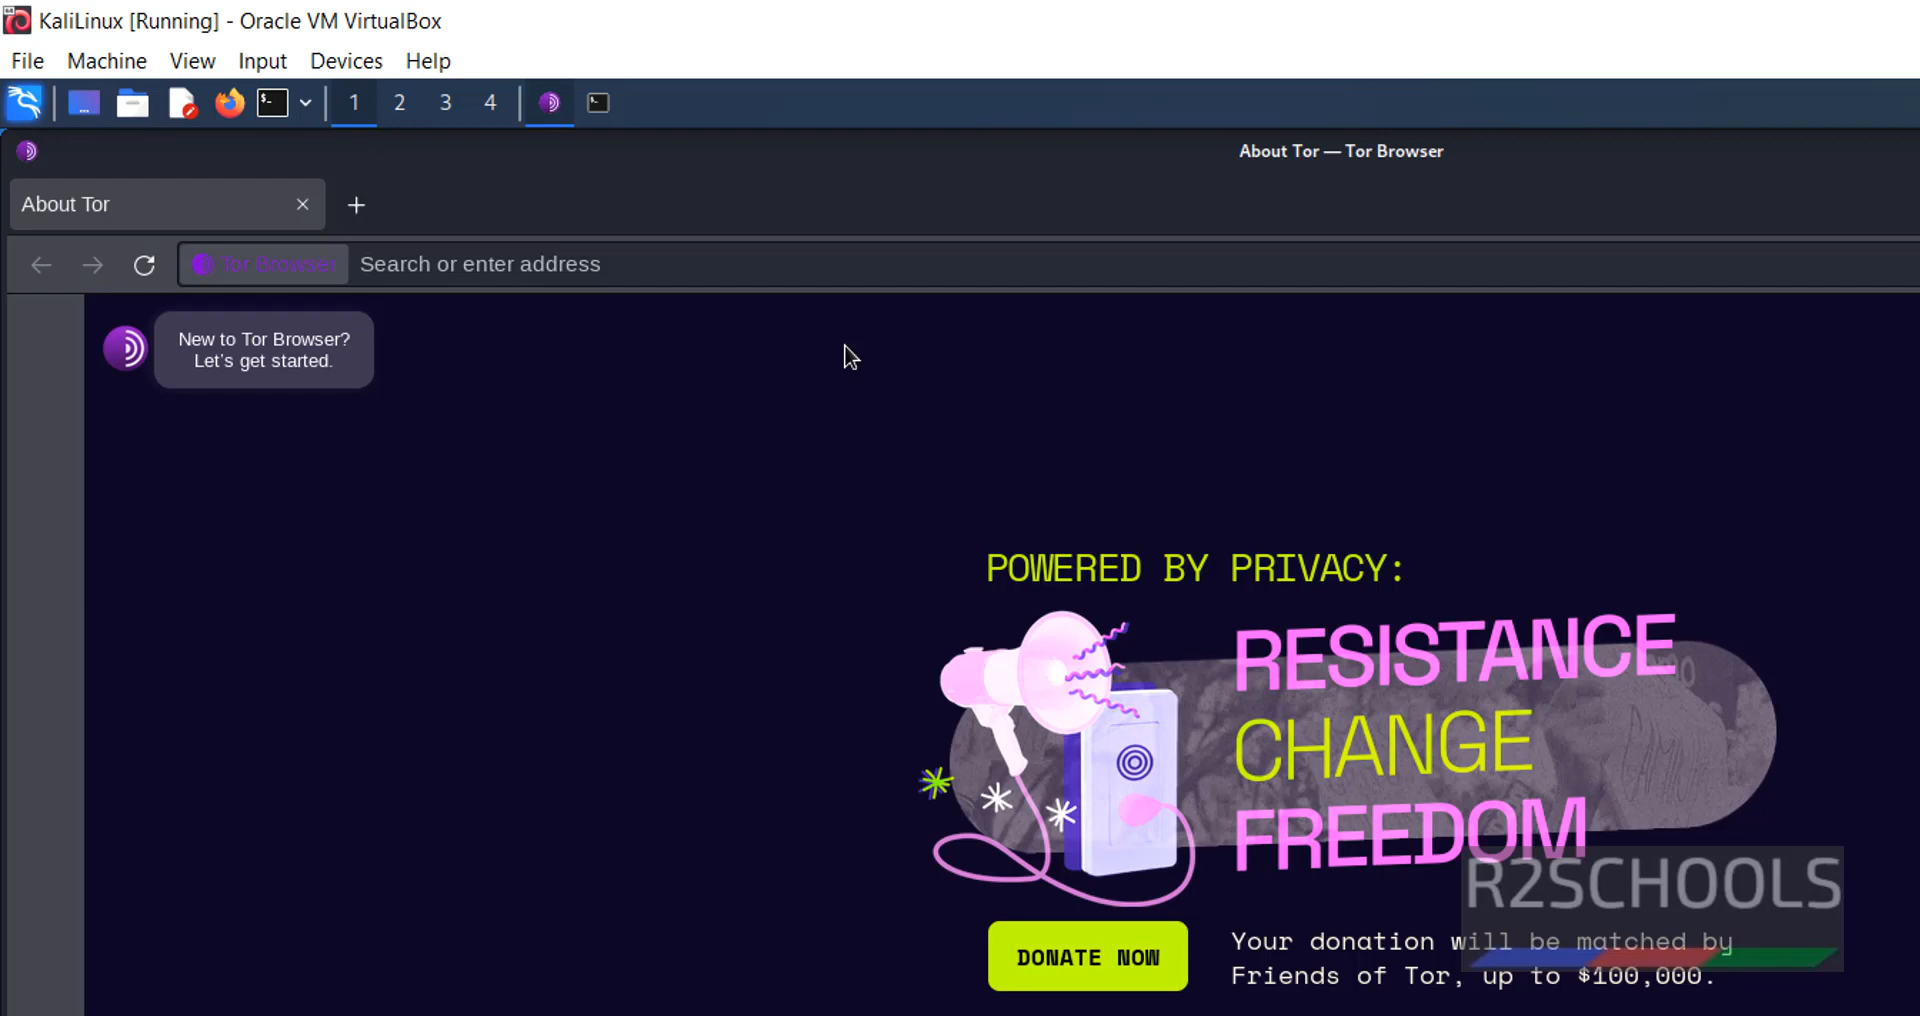 KaliLinux [Running] - Oracle VM VirtualBox
File Machine View Input Devices Help
1 2 3 4
About Tor — Tor Browser
About Tor
Tor Browser Search or enter address
New to Tor Browser?
Let's get started.
POWERED BY PRIVACY:
RESISTANCE
CHANGE
FREEDOM
R2SCHOOLS
DONATE NOW
Your donation will be matched by
Friends of Tor, up to $100,000.